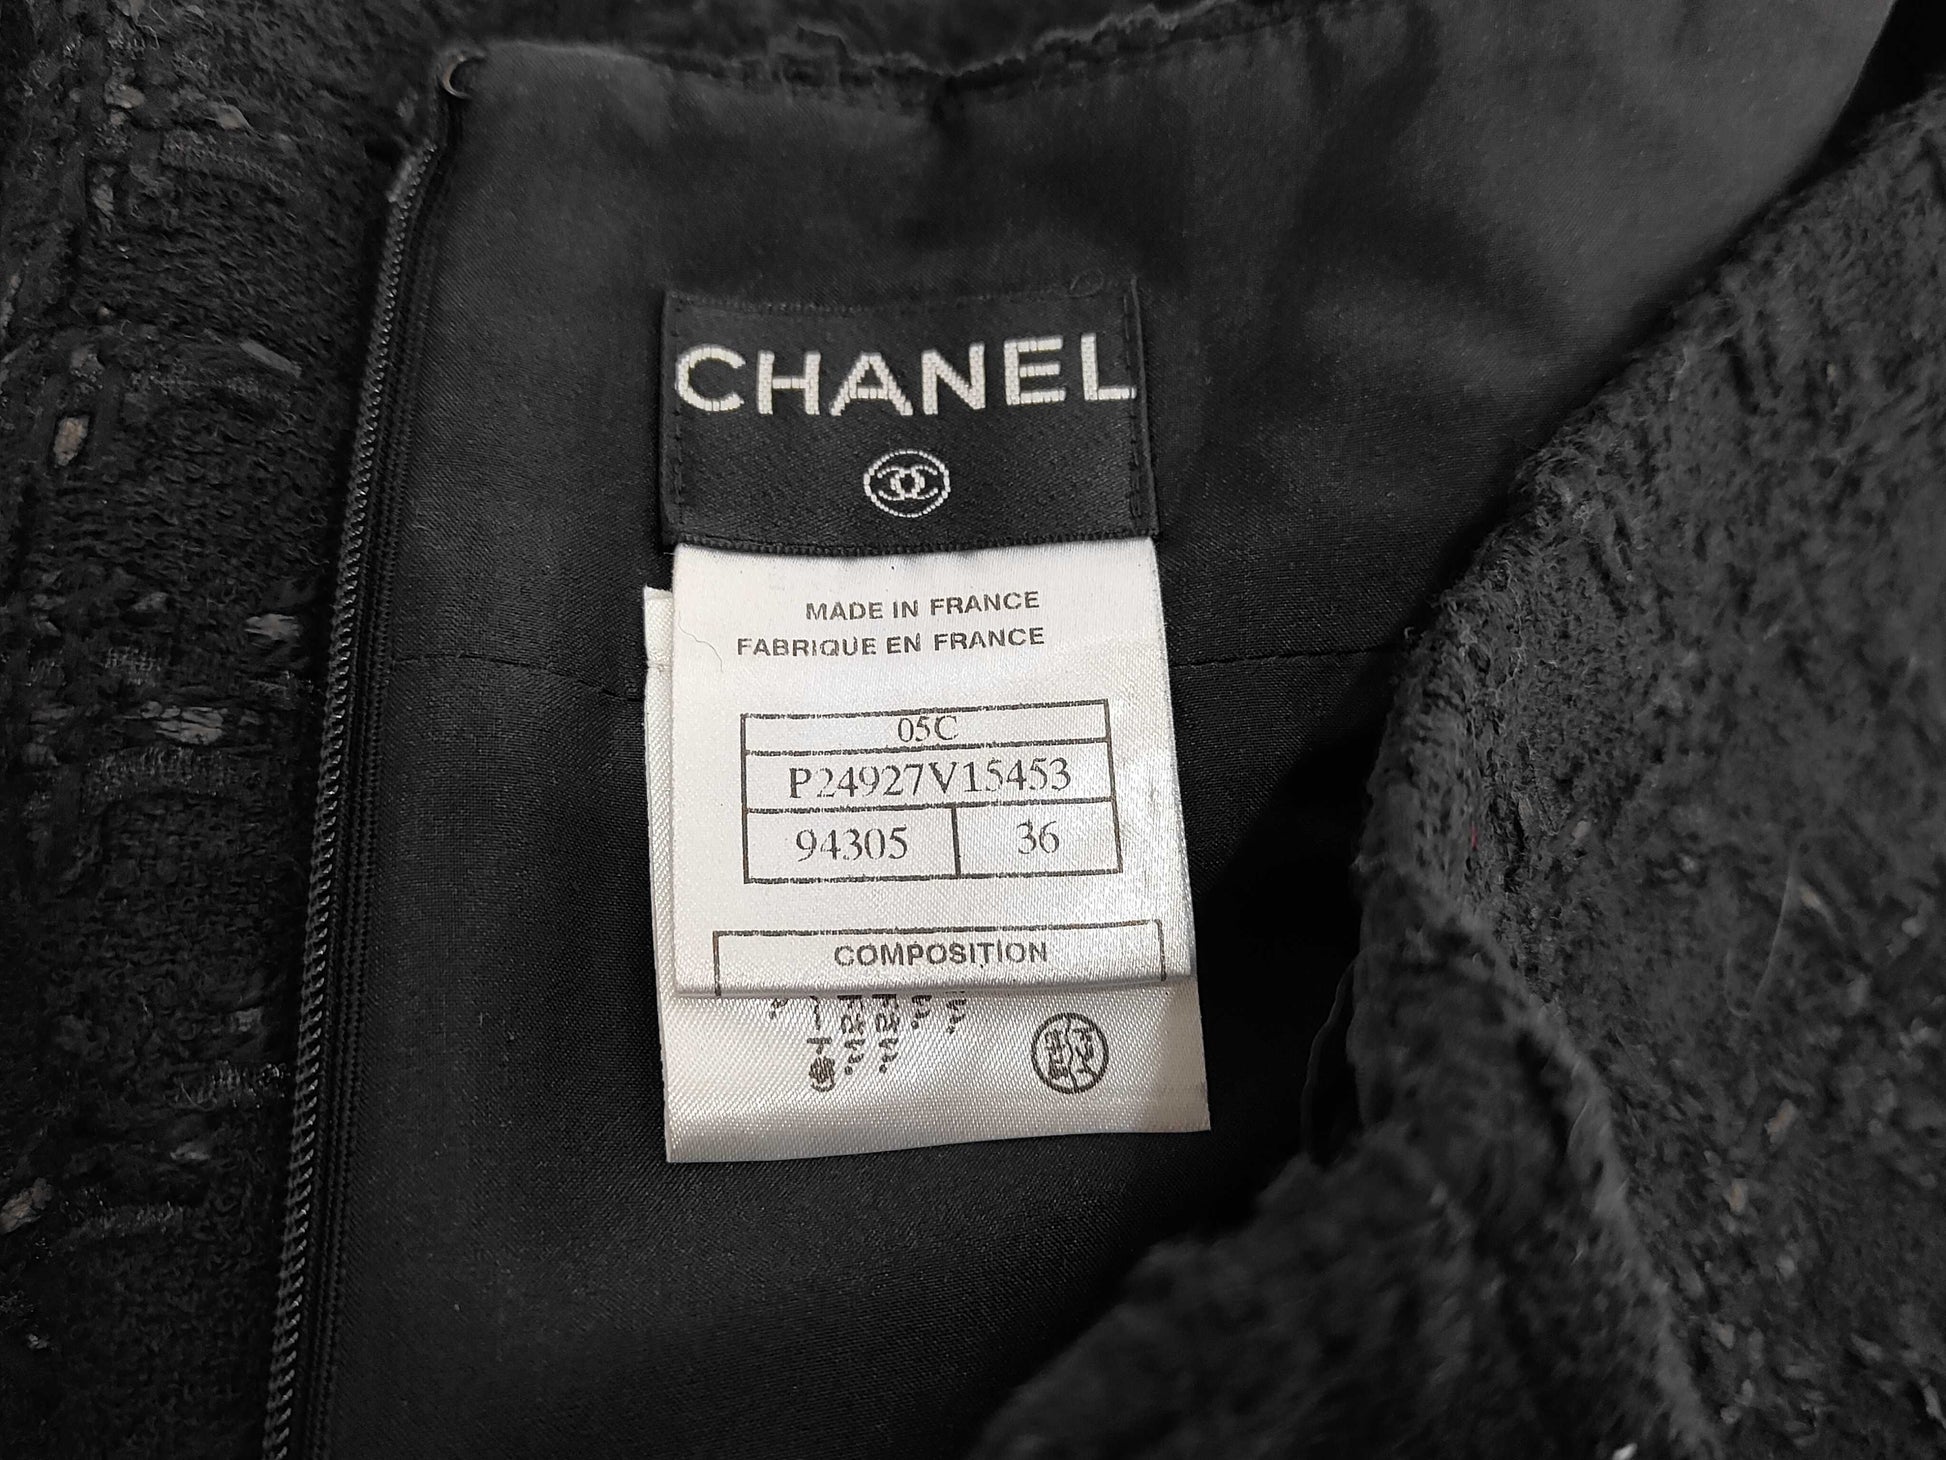 CHANEL
MADE IN FRANCE
FABRIQUE EN FRANCE
05C
P24927V15453
94305 36
COMPOSITION